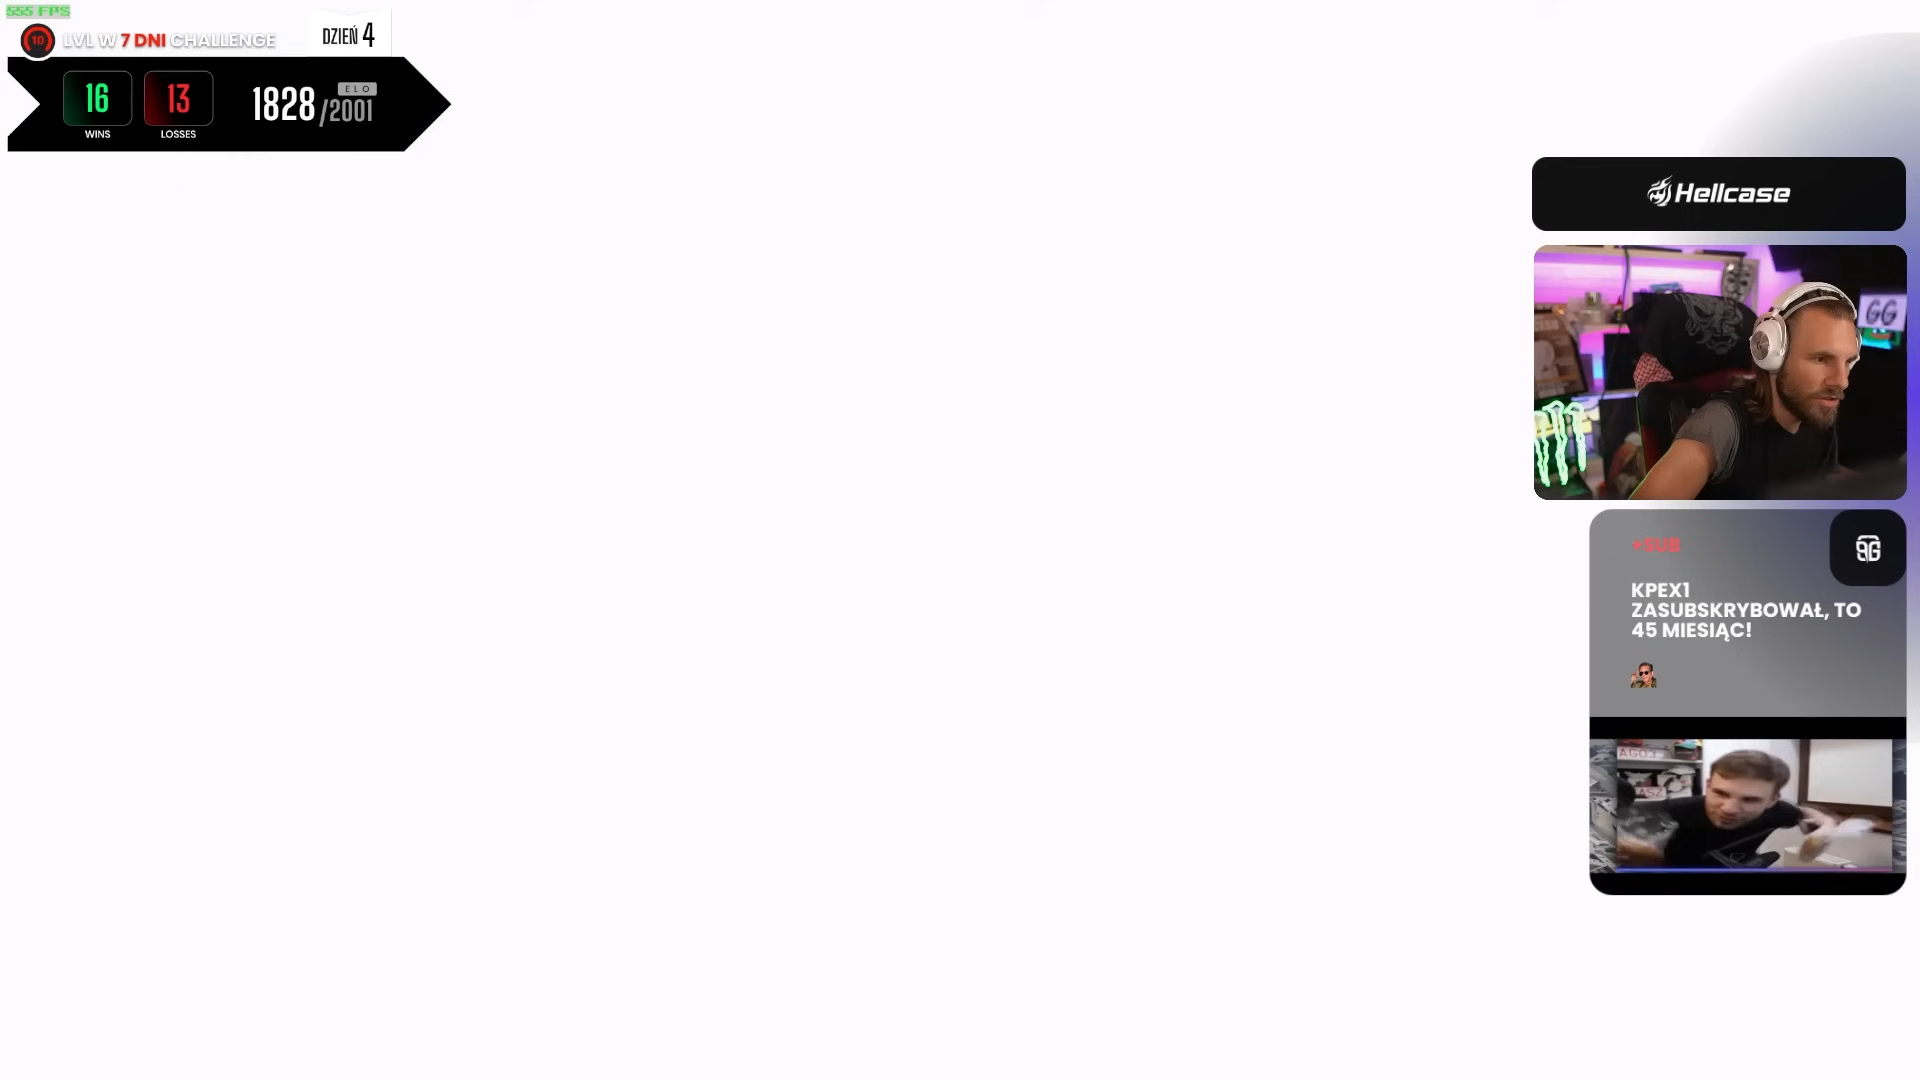 555 FPS
10 LVL W 7 DNI CHALLENGE
DZIEŃ 4
16
WINS
13
LOSSES
1828/2001
ELO
Hellcase
GG
+SUB
KPEX1
ZASUBSKRYBOWAŁ, TO
45 MIESIĄC!